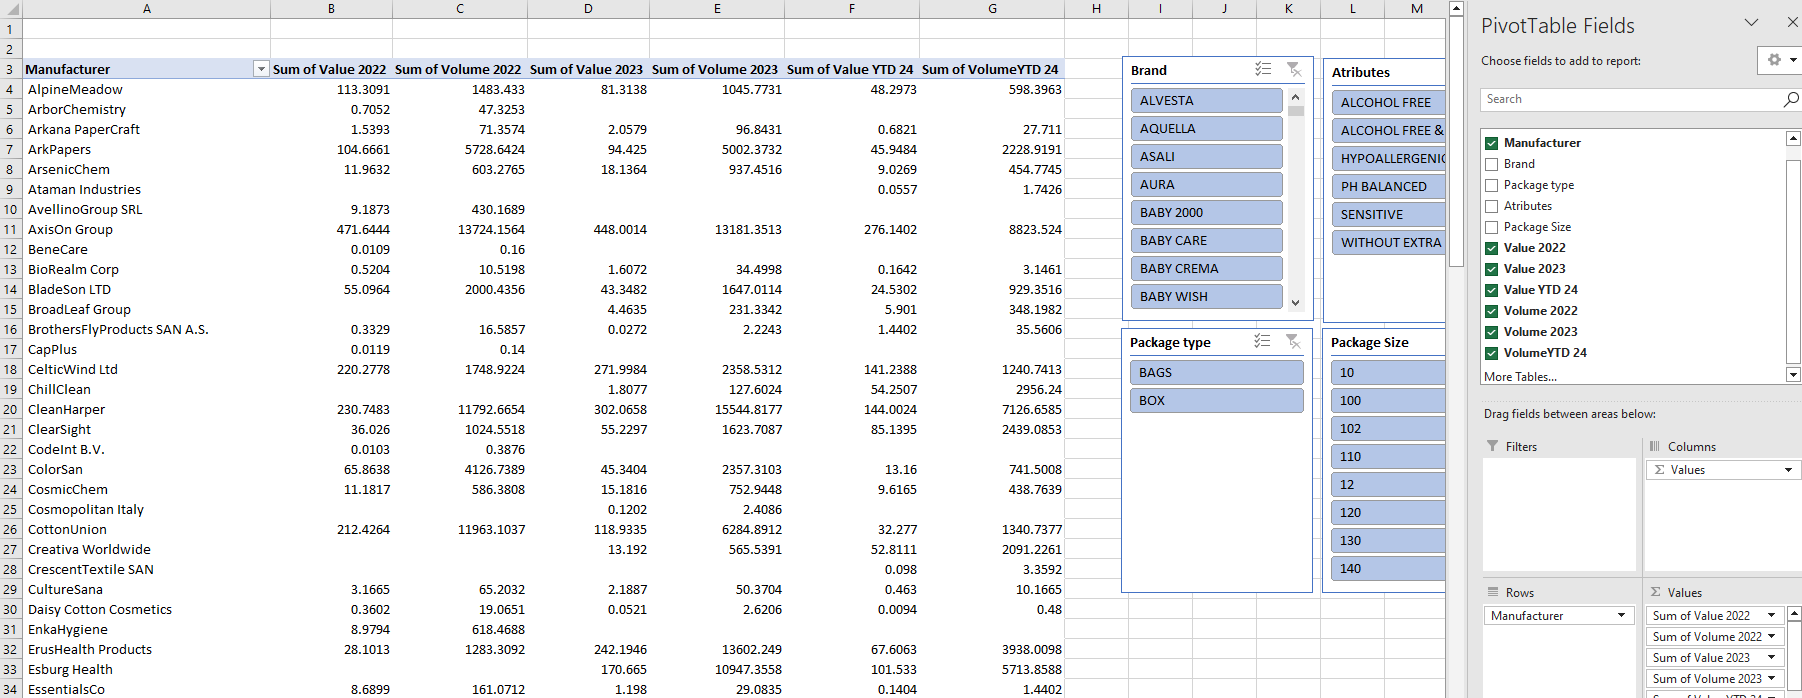 A B C D E F G H I J K L M
1
2
3 Manufacturer Sum of Value 2022 Sum of Volume 2022 Sum of Value 2023 Sum of Volume 2023 Sum of Value YTD 24 Sum of VolumeYTD 24
4 AlpineMeadow 113.3091 1483.433 81.3138 1045.7731 48.2973 598.3963
5 ArborChemistry 0.7052 47.3253
6 Arkana PaperCraft 1.5393 71.3574 2.0579 96.8431 0.6821 27.711
7 ArkPapers 104.6661 5728.6424 94.425 5002.3732 45.9484 2228.9191
8 ArsenicChem 11.9632 603.2765 18.1364 937.4516 9.0269 454.7745
9 Ataman Industries 0.0557 1.7426
10 AvellinoGroup SRL 9.1873 430.1689
11 AxisOn Group 471.6444 13724.1564 448.0014 13181.3513 276.1402 8823.524
12 BeneCare 0.0109 0.16
13 BioRealm Corp 0.5204 10.5198 1.6072 34.4998 0.1642 3.1461
14 BladeSon LTD 55.0964 2000.4356 43.3482 1647.0114 24.5302 929.3516
15 BroadLeaf Group 4.4635 231.3342 5.901 348.1982
16 BrothersFlyProducts SAN A.S. 0.3329 16.5857 0.0272 2.2243 1.4402 35.5606
17 CapPlus 0.0119 0.14
18 CelticWind Ltd 220.2778 1748.9224 271.9984 2358.5312 141.2388 1240.7413
19 ChillClean 1.8077 127.6024 54.2507 2956.24
20 CleanHarper 230.7483 11792.6654 302.0658 15544.8177 144.0024 7126.6585
21 ClearSight 36.026 1024.5518 55.2297 1623.7087 85.1395 2439.0853
22 CodeInt B.V. 0.0103 0.3876
23 ColorSan 65.8638 4126.7389 45.3404 2357.3103 13.16 741.5008
24 CosmicChem 11.1817 586.3808 15.1816 752.9448 9.6165 438.7639
25 Cosmopolitan Italy 0.1202 2.4086
26 CottonUnion 212.4264 11963.1037 118.9335 6284.8912 32.277 1340.7377
27 Creativa Worldwide 13.192 565.5391 52.8111 2091.2261
28 CrescentTextile SAN 0.098 3.3592
29 CultureSana 3.1665 65.2032 2.1887 50.3704 0.463 10.1665
30 Daisy Cotton Cosmetics 0.3602 19.0651 0.0521 2.6206 0.0094 0.48
31 EnkaHygiene 8.9794 618.4688
32 ErusHealth Products 28.1013 1283.3092 242.1946 13602.249 67.6063 3938.0098
33 Esburg Health 170.665 10947.3558 101.533 5713.8588
34 EssentialsCo 8.6899 161.0712 1.198 29.0835 0.1404 1.4402
Brand
ALVESTA
AQUELLA
ASALI
AURA
BABY 2000
BABY CARE
BABY CREMA
BABY WISH
Atributes
ALCOHOL FREE
ALCOHOL FREE &
HYPOALLERGENIC
PH BALANCED
SENSITIVE
WITHOUT EXTRA
Package type
BAGS
BOX
Package Size
10
100
102
110
12
120
130
140
PivotTable Fields
Choose fields to add to report:
Search
Manufacturer
Brand
Package type
Atributes
Package Size
Value 2022
Value 2023
Value YTD 24
Volume 2022
Volume 2023
VolumeYTD 24
More Tables...
Drag fields between areas below:
Filters
Columns
Σ Values
Rows
Manufacturer
Σ Values
Sum of Value 2022
Sum of Volume 2022
Sum of Value 2023
Sum of Volume 2023